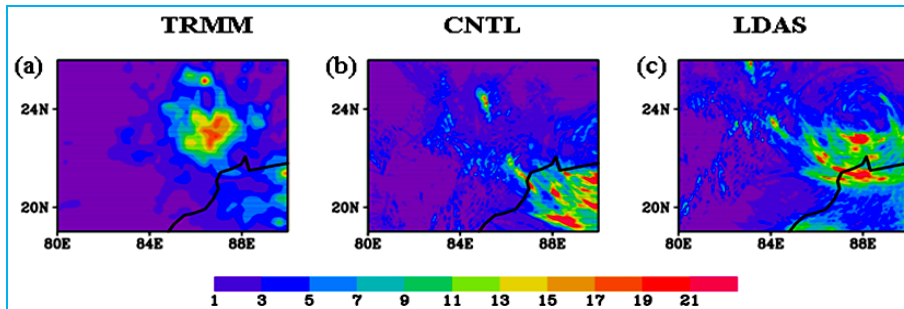 TRMM CNTL LDAS
(a) (b) (c)
24N 24N 24N
20N 20N 20N
80E 84E 88E 80E 84E 88E 80E 84E 88E
1 3 5 7 9 11 13 15 17 19 21